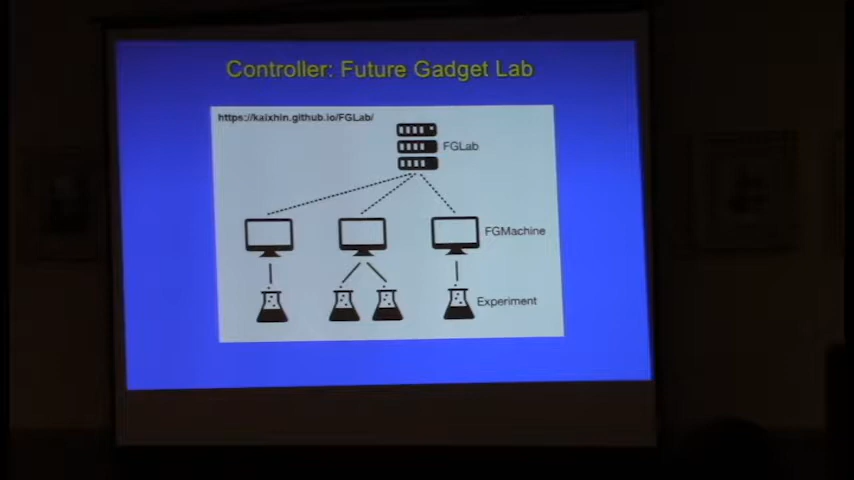 Controller: Future Gadget Lab
https://kaixhin.github.io/FGLab/
FGLab
FGMachine
Experiment